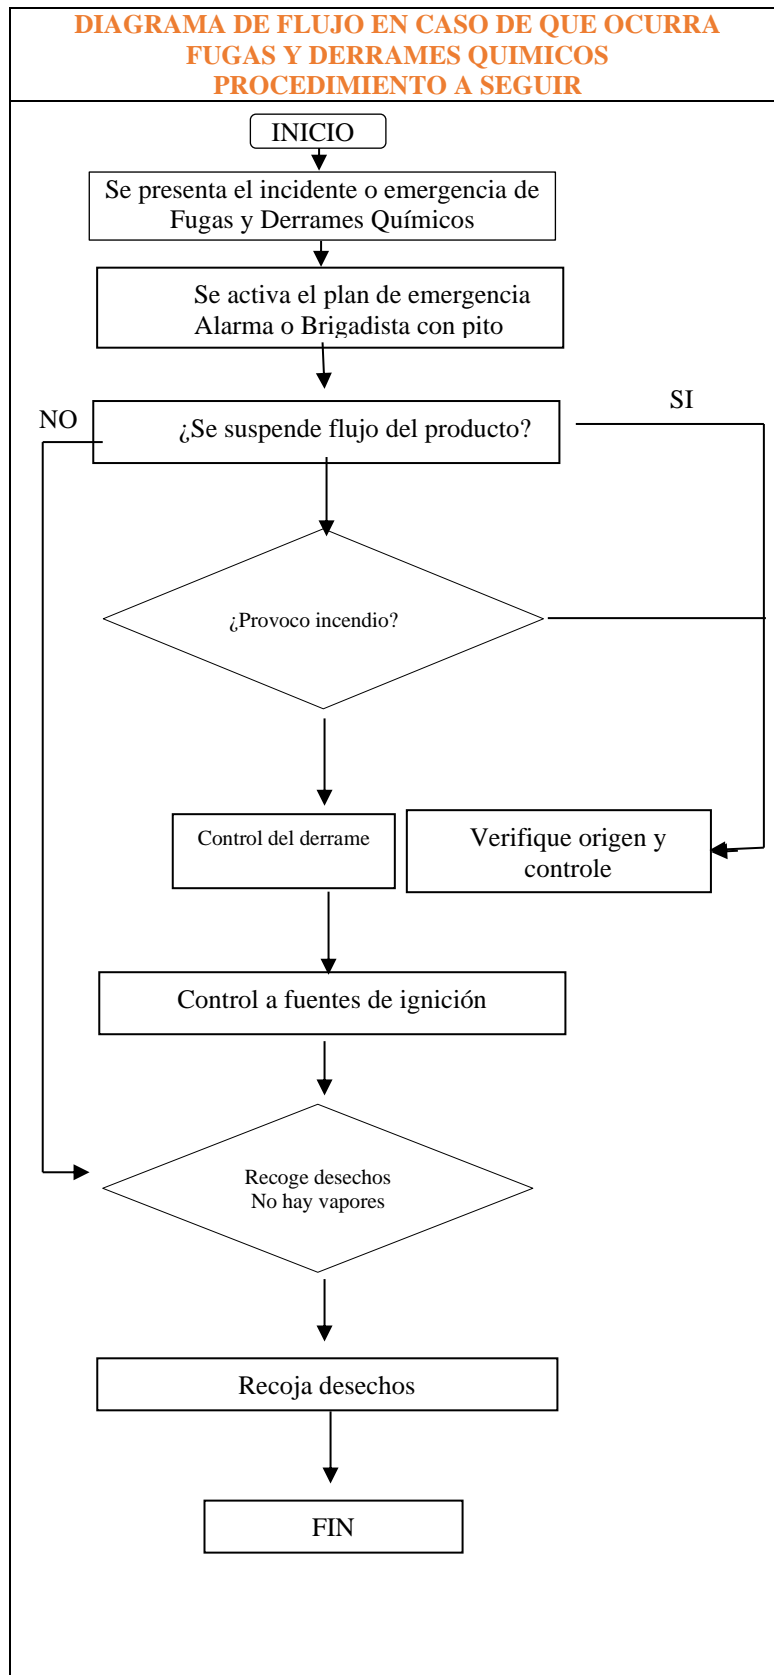 DIAGRAMA DE FLUJO EN CASO DE QUE OCURRA
FUGAS Y DERRAMES QUIMICOS
PROCEDIMIENTO A SEGUIR
INICIO
Se presenta el incidente o emergencia de
Fugas y Derrames Químicos
Se activa el plan de emergencia
Alarma o Brigadista con pito
NO
¿Se suspende flujo del producto?
SI
¿Provoco incendio?
Control del derrame
Verifique origen y
controle
Control a fuentes de ignición
Recoge desechos
No hay vapores
Recoja desechos
FIN